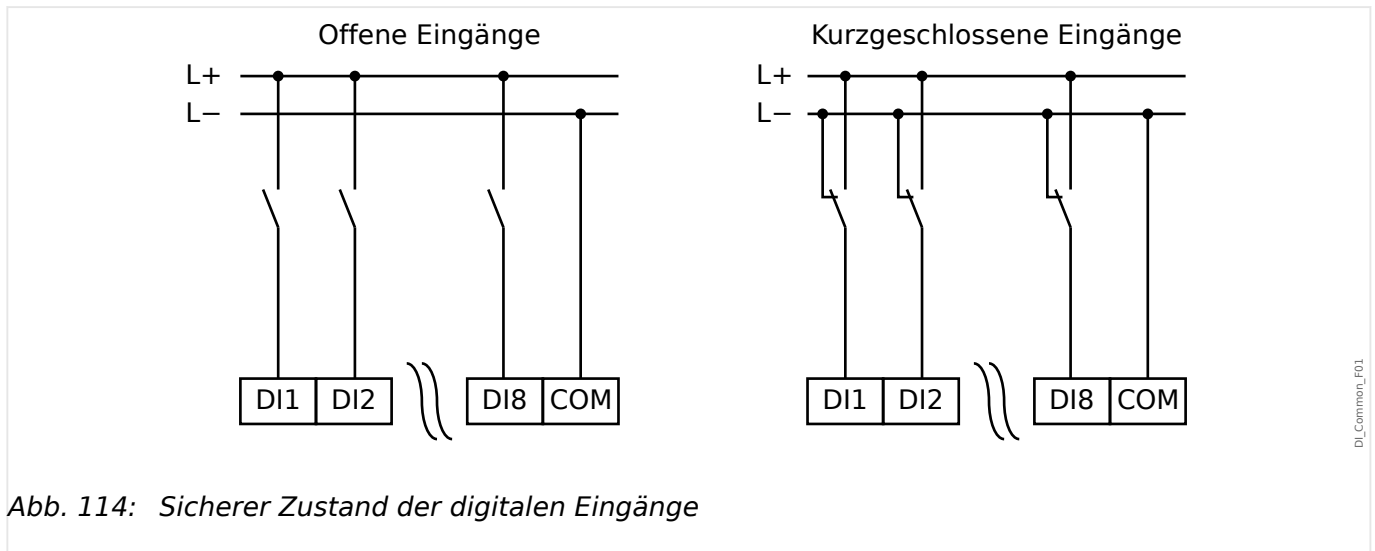 Offene Eingänge
Kurzgeschlossene Eingänge
L+
L−
L+
L−
DI1 DI2 DI8 COM
DI1 DI2 DI8 COM
DI_Common_F01
Abb. 114: Sicherer Zustand der digitalen Eingänge